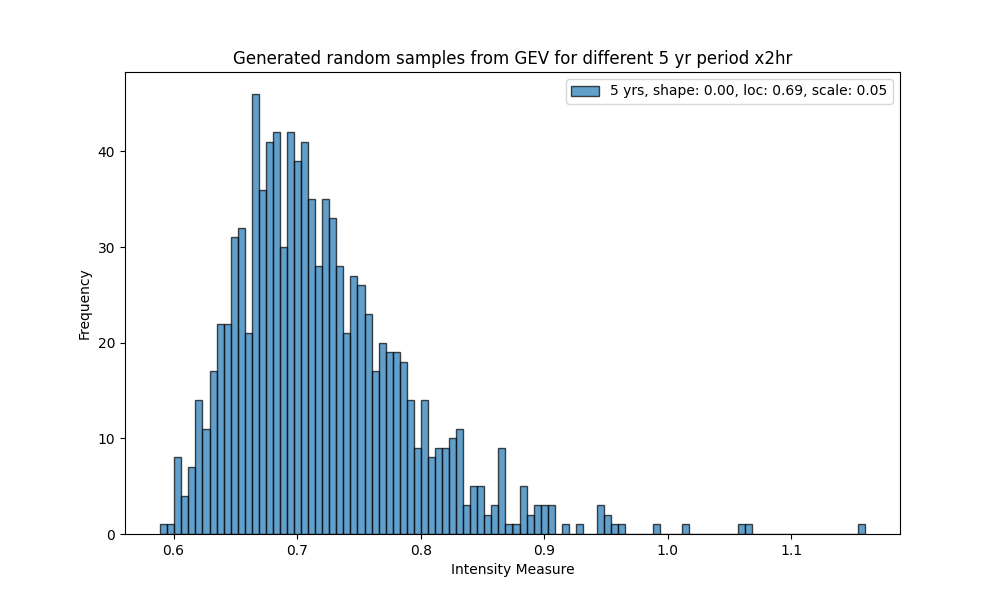 Generated random samples from GEV for different 5 yr period x2hr
5 yrs, shape: 0.00, loc: 0.69, scale: 0.05
Frequency
40
30
20
10
0
0.6 0.7 0.8 0.9 1.0 1.1
Intensity Measure